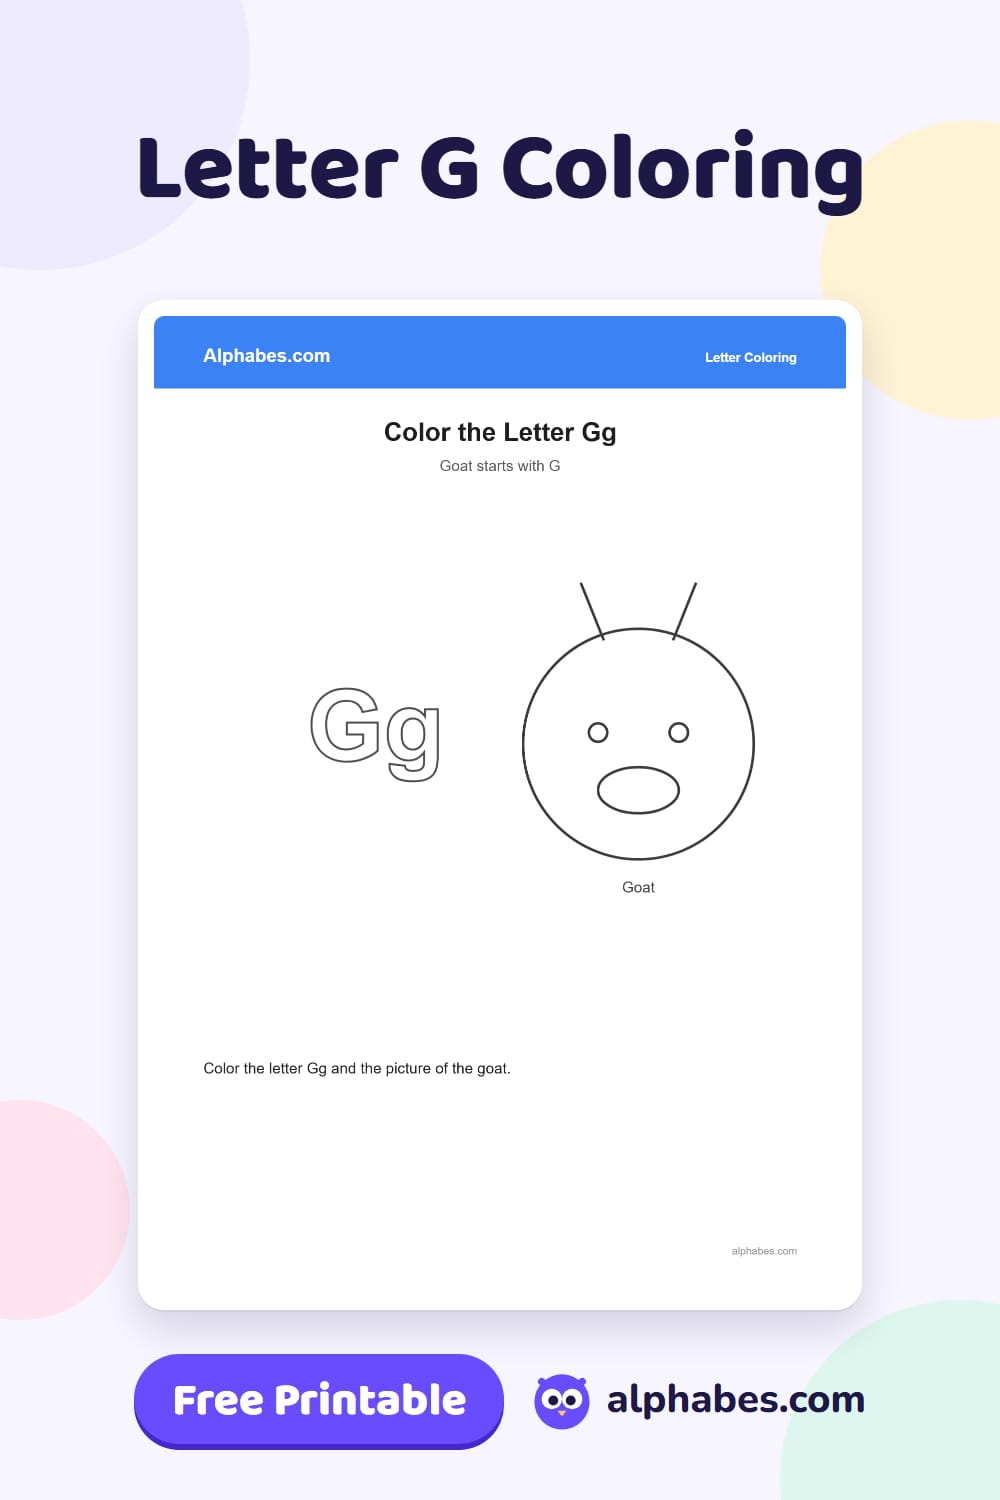 Letter G Coloring
Alphabes.com
Letter Coloring
Color the Letter Gg
Goat starts with G
Gg
Goat
Color the letter Gg and the picture of the goat.
alphabes.com
Free Printable
alphabes.com